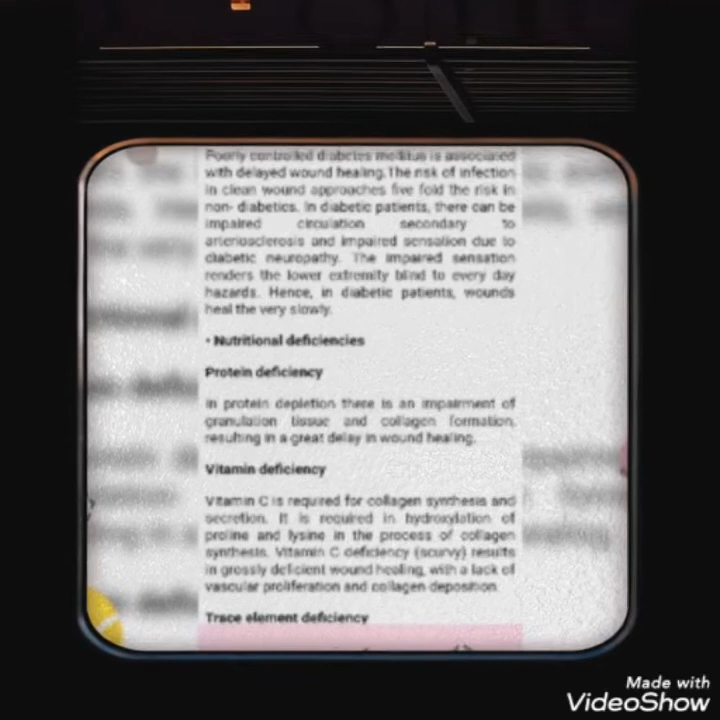 Poorly controlled diabetes mellitus is associated
with delayed wound healing.The risk of infection
in clean wound approaches five fold the risk in
non- diabetics. In diabetic patients, there can be
impaired circulation secondary to
arteriosclerosis and impaired sensation due to
diabetic neuropathy. The impaired sensation
renders the lower extremity blind to every day
hazards. Hence, in diabetic patients, wounds
heal the very slowly.
• Nutritional deficiencies
Protein deficiency
In protein depletion there is an impairment of
granulation tissue and collagen formation,
resulting in a great delay in wound healing.
Vitamin deficiency
Vitamin C is required for collagen synthesis and
secretion. It is required in hydroxylation of
proline and lysine in the process of collagen
synthesis. Vitamin C deficiency (scurvy) results
in grossly deficient wound healing, with a lack of
vascular proliferation and collagen deposition.
Trace element deficiency
Made with
VideoShow